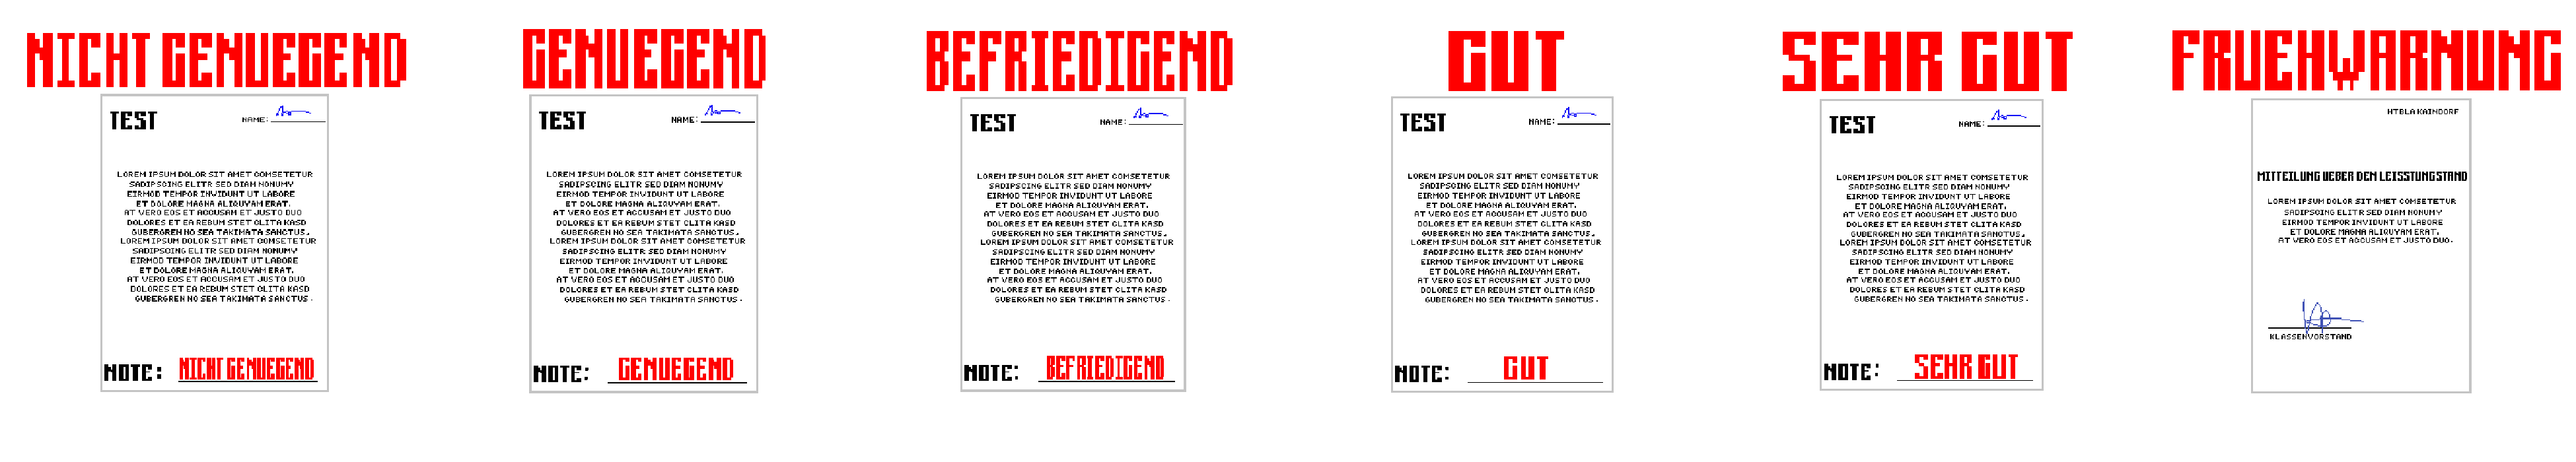 NICHT GENUEGEND
TEST
NAME:
LOREM IPSUM DOLOR SIT AMET COMSETETUR
SADIPSCING ELITR SED DIAM NONUMY
EIRMOD TEMPOR INVIDUNT UT LABORE
ET DOLORE MAGNA ALIQUYAM ERAT.
AT VERO EOS ET ACCUSAM ET JUSTO DUO
DOLORES ET EA REBUM STET CLITA KASD
GUBERGREN NO SEA TAKIMATA SANCTUS.
LOREM IPSUM DOLOR SIT AMET COMSETETUR
SADIPSCING ELITR SED DIAM NONUMY
EIRMOD TEMPOR INVIDUNT UT LABORE
ET DOLORE MAGNA ALIQUYAM ERAT.
AT VERO EOS ET ACCUSAM ET JUSTO DUO
DOLORES ET EA REBUM STET CLITA KASD
GUBERGREN NO SEA TAKIMATA SANCTUS.
NOTE: NICHT GENUEGEND
GENUEGEND
TEST
NAME:
LOREM IPSUM DOLOR SIT AMET COMSETETUR
SADIPSCING ELITR SED DIAM NONUMY
EIRMOD TEMPOR INVIDUNT UT LABORE
ET DOLORE MAGNA ALIQUYAM ERAT.
AT VERO EOS ET ACCUSAM ET JUSTO DUO
DOLORES ET EA REBUM STET CLITA KASD
GUBERGREN NO SEA TAKIMATA SANCTUS.
LOREM IPSUM DOLOR SIT AMET COMSETETUR
SADIPSCING ELITR SED DIAM NONUMY
EIRMOD TEMPOR INVIDUNT UT LABORE
ET DOLORE MAGNA ALIQUYAM ERAT.
AT VERO EOS ET ACCUSAM ET JUSTO DUO
DOLORES ET EA REBUM STET CLITA KASD
GUBERGREN NO SEA TAKIMATA SANCTUS.
NOTE: GENUEGEND
BEFRIEDIGEND
TEST
NAME:
LOREM IPSUM DOLOR SIT AMET COMSETETUR
SADIPSCING ELITR SED DIAM NONUMY
EIRMOD TEMPOR INVIDUNT UT LABORE
ET DOLORE MAGNA ALIQUYAM ERAT.
AT VERO EOS ET ACCUSAM ET JUSTO DUO
DOLORES ET EA REBUM STET CLITA KASD
GUBERGREN NO SEA TAKIMATA SANCTUS.
LOREM IPSUM DOLOR SIT AMET COMSETETUR
SADIPSCING ELITR SED DIAM NONUMY
EIRMOD TEMPOR INVIDUNT UT LABORE
ET DOLORE MAGNA ALIQUYAM ERAT.
AT VERO EOS ET ACCUSAM ET JUSTO DUO
DOLORES ET EA REBUM STET CLITA KASD
GUBERGREN NO SEA TAKIMATA SANCTUS.
NOTE: BEFRIEDIGEND
GUT
TEST
NAME:
LOREM IPSUM DOLOR SIT AMET COMSETETUR
SADIPSCING ELITR SED DIAM NONUMY
EIRMOD TEMPOR INVIDUNT UT LABORE
ET DOLORE MAGNA ALIQUYAM ERAT.
AT VERO EOS ET ACCUSAM ET JUSTO DUO
DOLORES ET EA REBUM STET CLITA KASD
GUBERGREN NO SEA TAKIMATA SANCTUS.
LOREM IPSUM DOLOR SIT AMET COMSETETUR
SADIPSCING ELITR SED DIAM NONUMY
EIRMOD TEMPOR INVIDUNT UT LABORE
ET DOLORE MAGNA ALIQUYAM ERAT.
AT VERO EOS ET ACCUSAM ET JUSTO DUO
DOLORES ET EA REBUM STET CLITA KASD
GUBERGREN NO SEA TAKIMATA SANCTUS.
NOTE: GUT
SEHR GUT
TEST
NAME:
LOREM IPSUM DOLOR SIT AMET COMSETETUR
SADIPSCING ELITR SED DIAM NONUMY
EIRMOD TEMPOR INVIDUNT UT LABORE
ET DOLORE MAGNA ALIQUYAM ERAT.
AT VERO EOS ET ACCUSAM ET JUSTO DUO
DOLORES ET EA REBUM STET CLITA KASD
GUBERGREN NO SEA TAKIMATA SANCTUS.
LOREM IPSUM DOLOR SIT AMET COMSETETUR
SADIPSCING ELITR SED DIAM NONUMY
EIRMOD TEMPOR INVIDUNT UT LABORE
ET DOLORE MAGNA ALIQUYAM ERAT.
AT VERO EOS ET ACCUSAM ET JUSTO DUO
DOLORES ET EA REBUM STET CLITA KASD
GUBERGREN NO SEA TAKIMATA SANCTUS.
NOTE: SEHR GUT
FRUEHWARNUNG
HTBLA KAINDORF
MITTEILUNG UEBER DEN LEISSTUNGSTAND
LOREM IPSUM DOLOR SIT AMET COMSETETUR
SADIPSCING ELITR SED DIAM NONUMY
EIRMOD TEMPOR INVIDUNT UT LABORE
ET DOLORE MAGNA ALIQUYAM ERAT.
AT VERO EOS ET ACCUSAM ET JUSTO DUO.
KLASSENVORSTAND